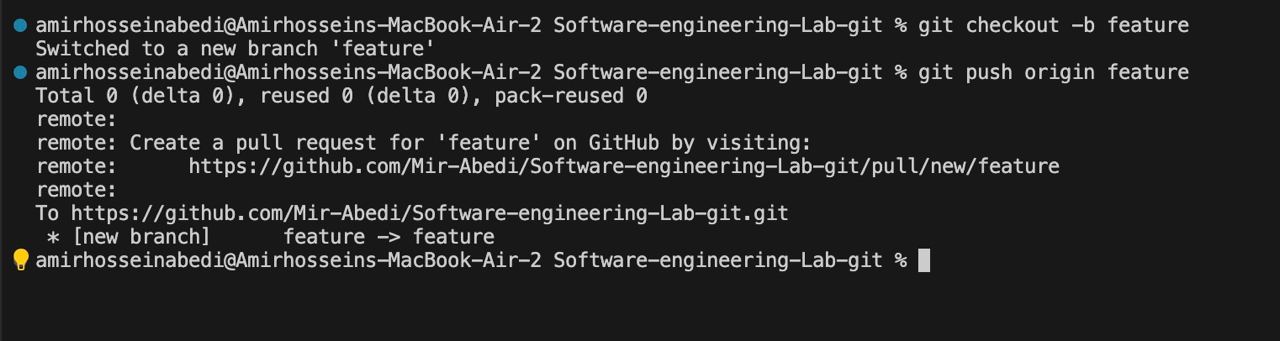 amirhosseinabedi@Amirhosseins-MacBook-Air-2 Software-engineering-Lab-git % git checkout -b feature
Switched to a new branch 'feature'
amirhosseinabedi@Amirhosseins-MacBook-Air-2 Software-engineering-Lab-git % git push origin feature
Total 0 (delta 0), reused 0 (delta 0), pack-reused 0
remote:
remote: Create a pull request for 'feature' on GitHub by visiting:
remote:      https://github.com/Mir-Abedi/Software-engineering-Lab-git/pull/new/feature
remote:
To https://github.com/Mir-Abedi/Software-engineering-Lab-git.git
 * [new branch]      feature -> feature
amirhosseinabedi@Amirhosseins-MacBook-Air-2 Software-engineering-Lab-git %